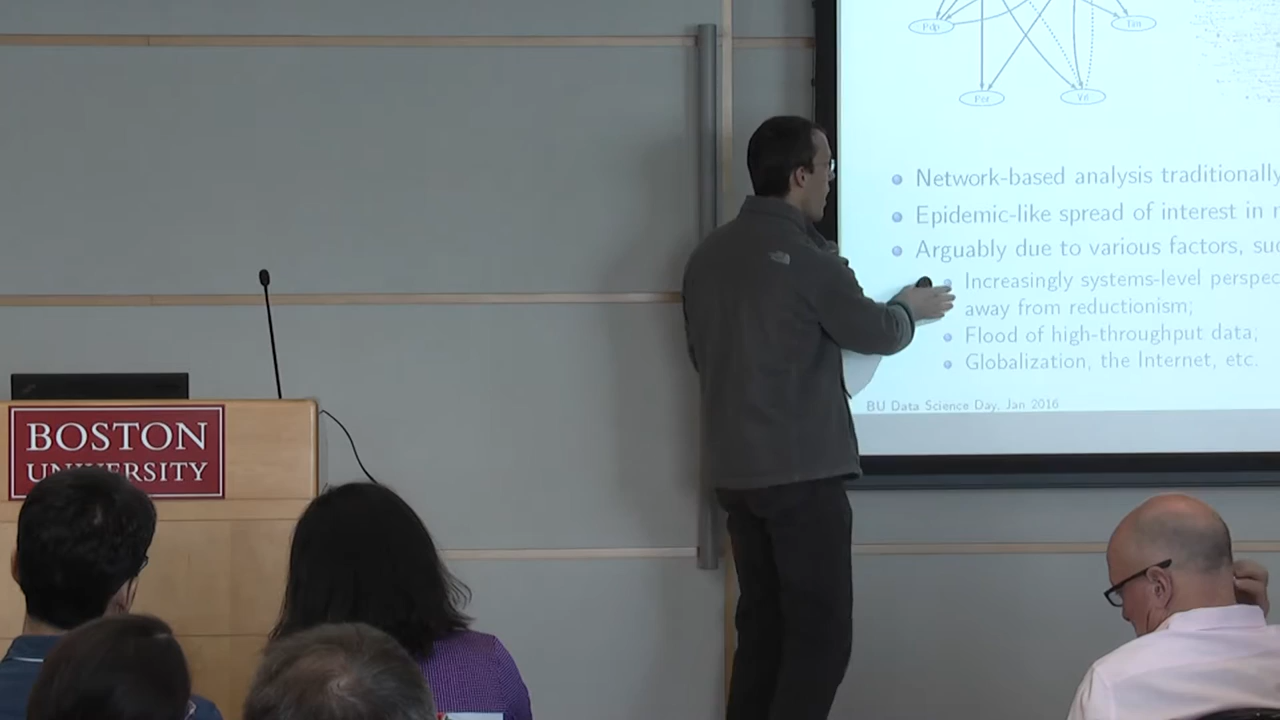 Pdp
Tim
Per
Vri
Network-based analysis traditionally
Epidemic-like spread of interest in
Arguably due to various factors, suc
Increasingly systems-level perspec
away from reductionism;
Flood of high-throughput data;
Globalization, the Internet, etc.
BU Data Science Day, Jan 2016
BOSTON
UNIVERSITY